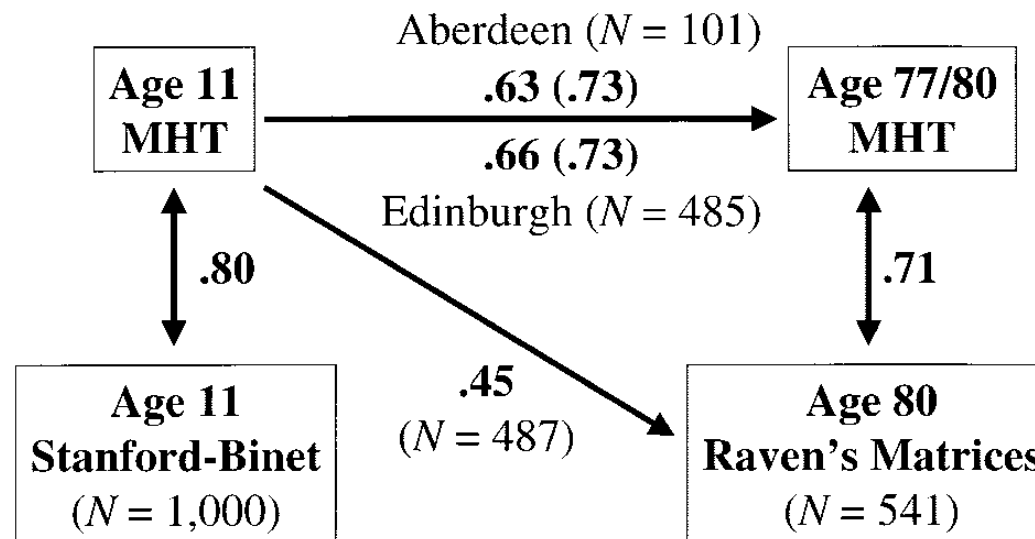 Aberdeen (N = 101)
Age 11
MHT
.63 (.73)
.66 (.73)
Edinburgh (N = 485)
Age 77/80
MHT
.80
.71
.45
(N = 487)
Age 11
Stanford-Binet
(N = 1,000)
Age 80
Raven's Matrices
(N = 541)